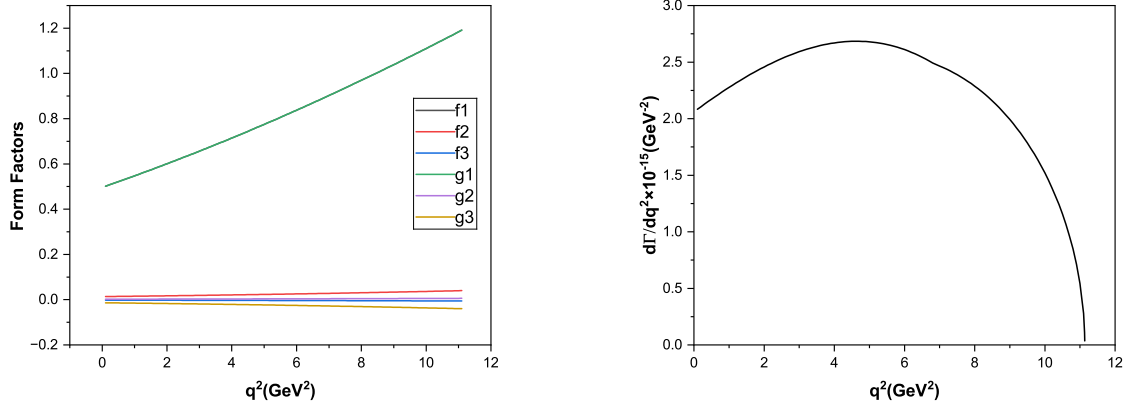 Form Factors
1.2
1.0
0.8
0.6
0.4
0.2
0.0
−0.2
0 2 4 6 8 10 12
q²(GeV²)
f1
f2
f3
g1
g2
g3
dΓ/dq²×10⁻¹⁵(GeV⁻²)
3.0
2.5
2.0
1.5
1.0
0.5
0.0
0 2 4 6 8 10 12
q²(GeV²)